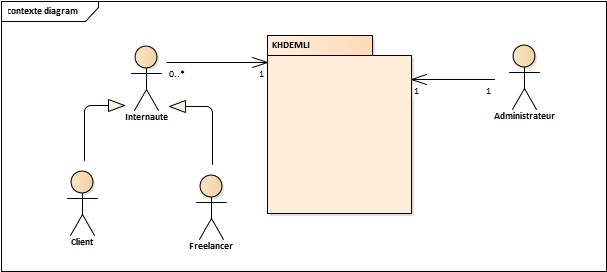 contexte diagram
KHDEMLI
0..*
1
1
1
Internaute
Administrateur
Client
Freelancer